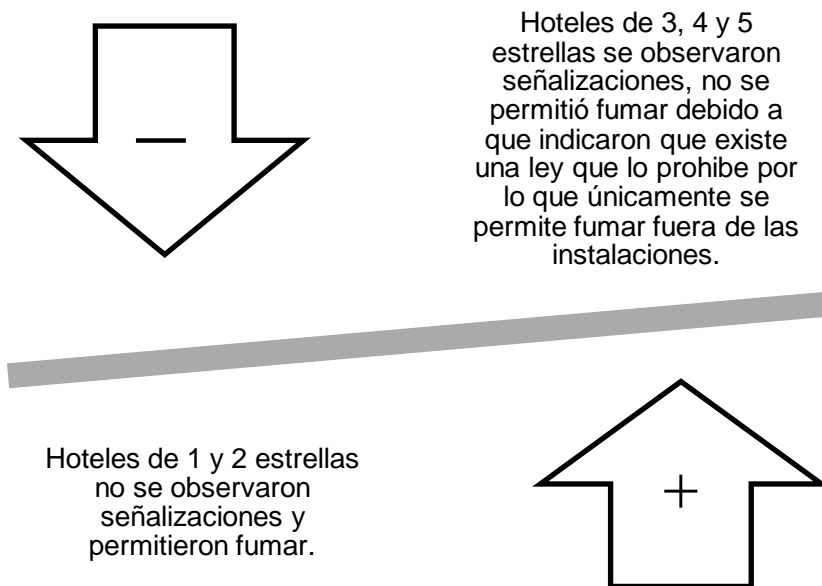 Hoteles de 3, 4 y 5
estrellas se observaron
señalizaciones, no se
permitió fumar debido a
que indicaron que existe
una ley que lo prohibe por
lo que únicamente se
permite fumar fuera de las
instalaciones.
Hoteles de 1 y 2 estrellas
no se observaron
señalizaciones y
permitieron fumar.